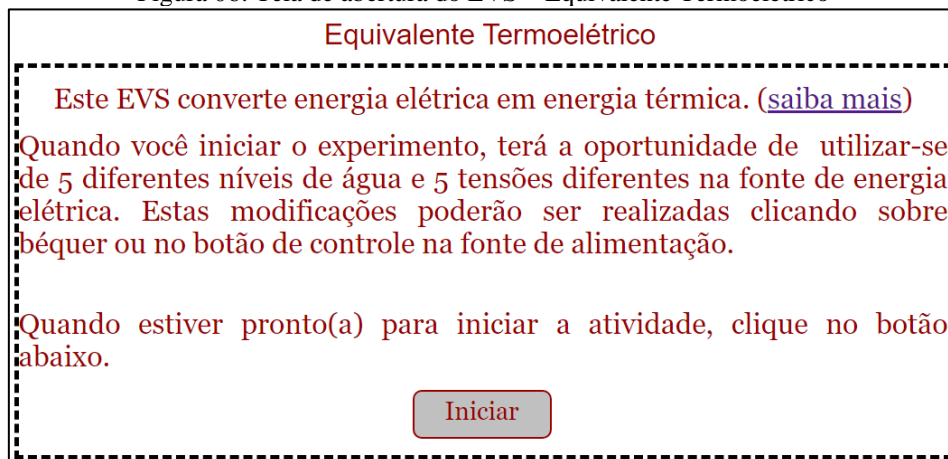 Equivalente Termoelétrico
Este EVS converte energia elétrica em energia térmica. (saiba mais)
Quando você iniciar o experimento, terá a oportunidade de utilizar-se
de 5 diferentes níveis de água e 5 tensões diferentes na fonte de energia
elétrica. Estas modificações poderão ser realizadas clicando sobre
béquer ou no botão de controle na fonte de alimentação.
Quando estiver pronto(a) para iniciar a atividade, clique no botão
abaixo.
Iniciar